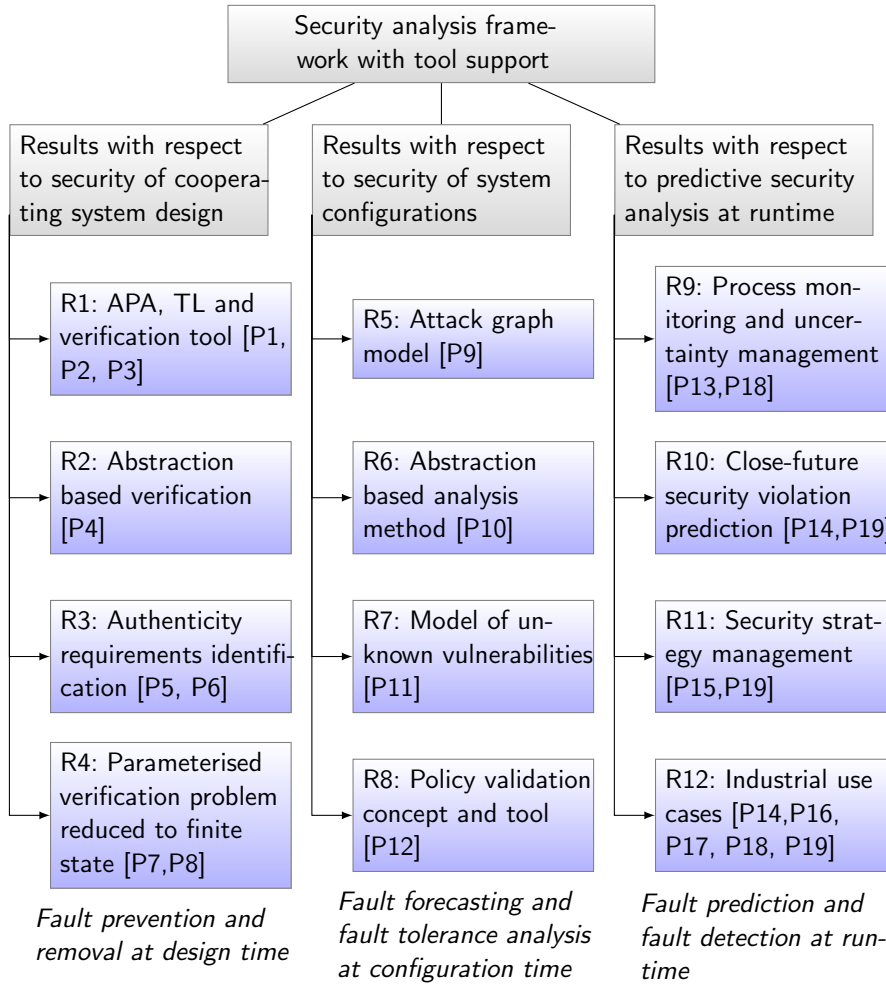 Security analysis frame-
work with tool support
Results with respect
to security of cooper-
ating system design
Results with respect
to security of system
configurations
Results with respect
to predictive security
analysis at runtime
R1: APA, TL and
verification tool [P1,
P2, P3]
R2: Abstraction
based verification
[P4]
R3: Authenticity
requirements identifi-
cation [P5, P6]
R4: Parameterised
verification problem
reduced to finite
state [P7,P8]
Fault prevention and
removal at design time
R5: Attack graph
model [P9]
R6: Abstraction
based analysis
method [P10]
R7: Model of un-
known vulnerabilities
[P11]
R8: Policy validation
concept and tool
[P12]
Fault forecasting and
fault tolerance analysis
at configuration time
R9: Process mon-
itoring and uncer-
tainty management
[P13,P18]
R10: Close-future
security violation
prediction [P14,P19]
R11: Security strat-
egy management
[P15,P19]
R12: Industrial use
cases [P14,P16,
P17, P18, P19]
Fault prediction and
fault detection at run-
time